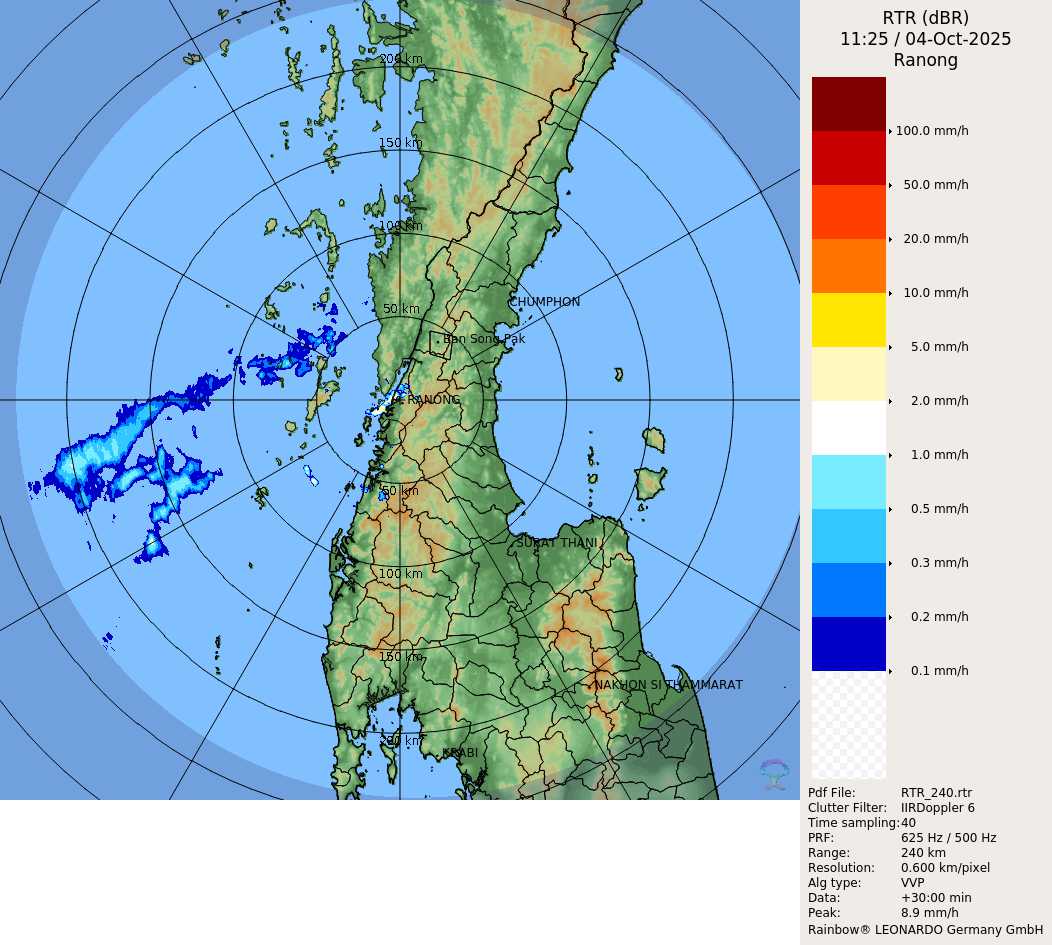 RTR (dBR)
11:25 / 04-Oct-2025
Ranong
200 km
150 km
100 km
50 km
CHUMPHON
Ban Song Pak
RANONG
50 km
SURAT THANI
100 km
150 km
NAKHON SI THAMMARAT
200 km
KRABI
100.0 mm/h
50.0 mm/h
20.0 mm/h
10.0 mm/h
5.0 mm/h
2.0 mm/h
1.0 mm/h
0.5 mm/h
0.3 mm/h
0.2 mm/h
0.1 mm/h
Pdf File: RTR_240.rtr
Clutter Filter: IIRDoppler 6
Time sampling:40
PRF: 625 Hz / 500 Hz
Range: 240 km
Resolution: 0.600 km/pixel
Alg type: VVP
Data: +30:00 min
Peak: 8.9 mm/h
Rainbow® LEONARDO Germany GmbH